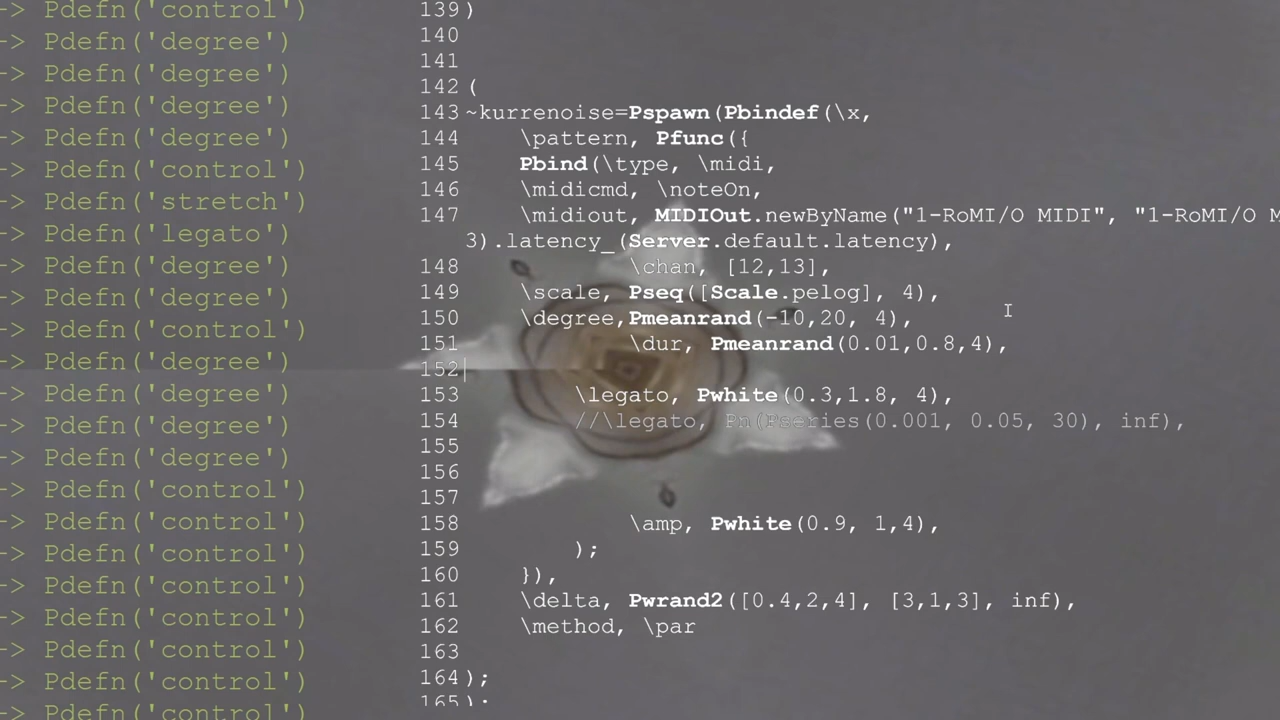 -> Pdefn('control')
-> Pdefn('degree')
-> Pdefn('degree')
-> Pdefn('degree')
-> Pdefn('degree')
-> Pdefn('control')
-> Pdefn('stretch')
-> Pdefn('legato')
-> Pdefn('degree')
-> Pdefn('degree')
-> Pdefn('control')
-> Pdefn('degree')
-> Pdefn('degree')
-> Pdefn('degree')
-> Pdefn('degree')
-> Pdefn('control')
-> Pdefn('control')
-> Pdefn('control')
-> Pdefn('control')
-> Pdefn('control')
-> Pdefn('control')
-> Pdefn('control')
-> Pdefn('control')
139)
140
141
142(
143~kurrenoise=Pspawn(Pbindef(\x,
144 \pattern, Pfunc({
145 Pbind(\type, \midi,
146 \midicmd, \noteOn,
147 \midiout, MIDIOut.newByName("1-RoMI/O MIDI", "1-RoMI/O M
3).latency_(Server.default.latency),
148 \chan, [12,13],
149 \scale, Pseq([Scale.pelog], 4),
150 \degree,Pmeanrand(-10,20, 4),
151 \dur, Pmeanrand(0.01,0.8,4),
152
153 \legato, Pwhite(0.3,1.8, 4),
154 //\legato, Pn(Pseries(0.001, 0.05, 30), inf),
155
156
157
158 \amp, Pwhite(0.9, 1,4),
159 );
160 }),
161 \delta, Pwrand2([0.4,2,4], [3,1,3], inf),
162 \method, \par
163
164);
165);